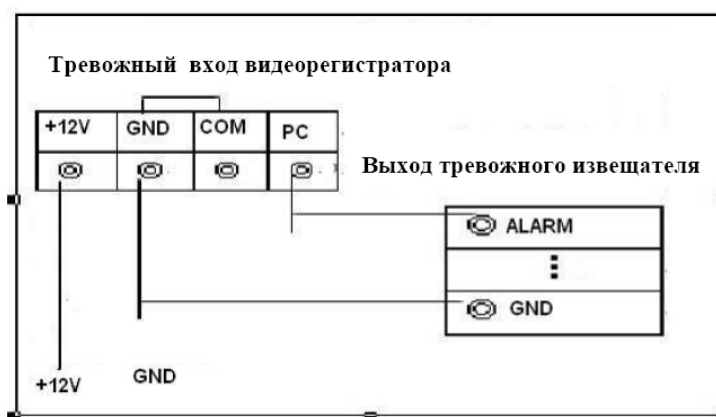 Тревожный вход видеорегистратора
+12V GND COM PC
Выход тревожного извещателя
ALARM
GND
+12V GND